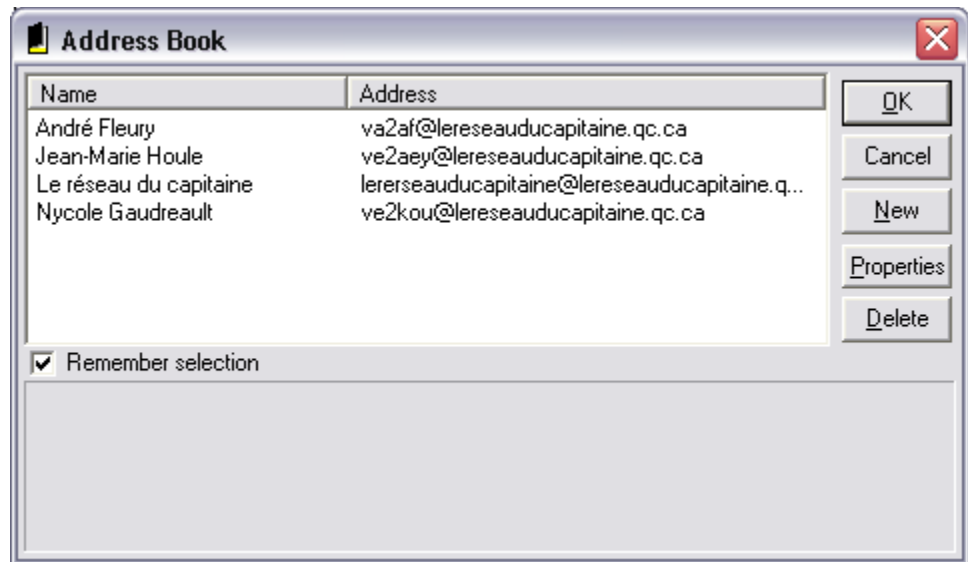 Address Book
Name Address
André Fleury va2af@lereseauducapitaine.qc.ca
Jean-Marie Houle ve2aey@lereseauducapitaine.qc.ca
Le réseau du capitaine lererseauducapitaine@lereseauducapitaine.q...
Nycole Gaudreault ve2kou@lereseauducapitaine.qc.ca
OK
Cancel
New
Properties
Delete
Remember selection